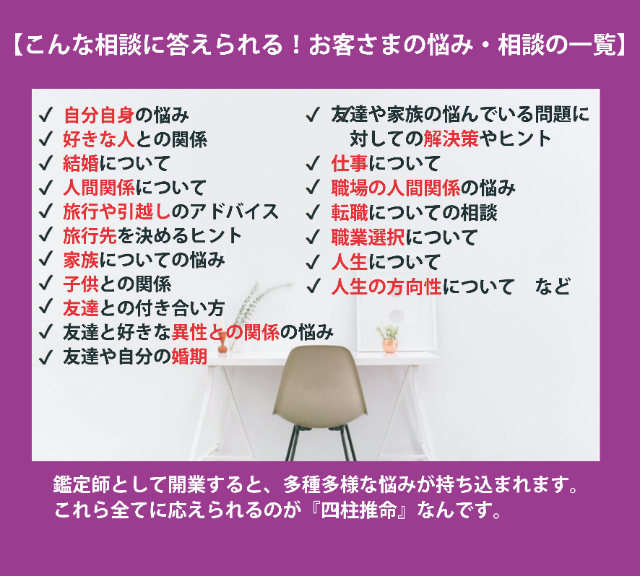 【こんな相談に答えられる！お客さまの悩み・相談の一覧】
✓ 自分自身の悩み
✓ 好きな人との関係
✓ 結婚について
✓ 人間関係について
✓ 旅行や引越しのアドバイス
✓ 旅行先を決めるヒント
✓ 家族についての悩み
✓ 子供との関係
✓ 友達との付き合い方
✓ 友達と好きな異性との関係の悩み
✓ 友達や自分の婚期
✓ 友達や家族の悩んでいる問題に
対しての解決策やヒント
✓ 仕事について
✓ 職場の人間関係の悩み
✓ 転職についての相談
✓ 職業選択について
✓ 人生について
✓ 人生の方向性について　など
鑑定師として開業すると、多種多様な悩みが持ち込まれます。
これら全てに応えられるのが『四柱推命』なんです。